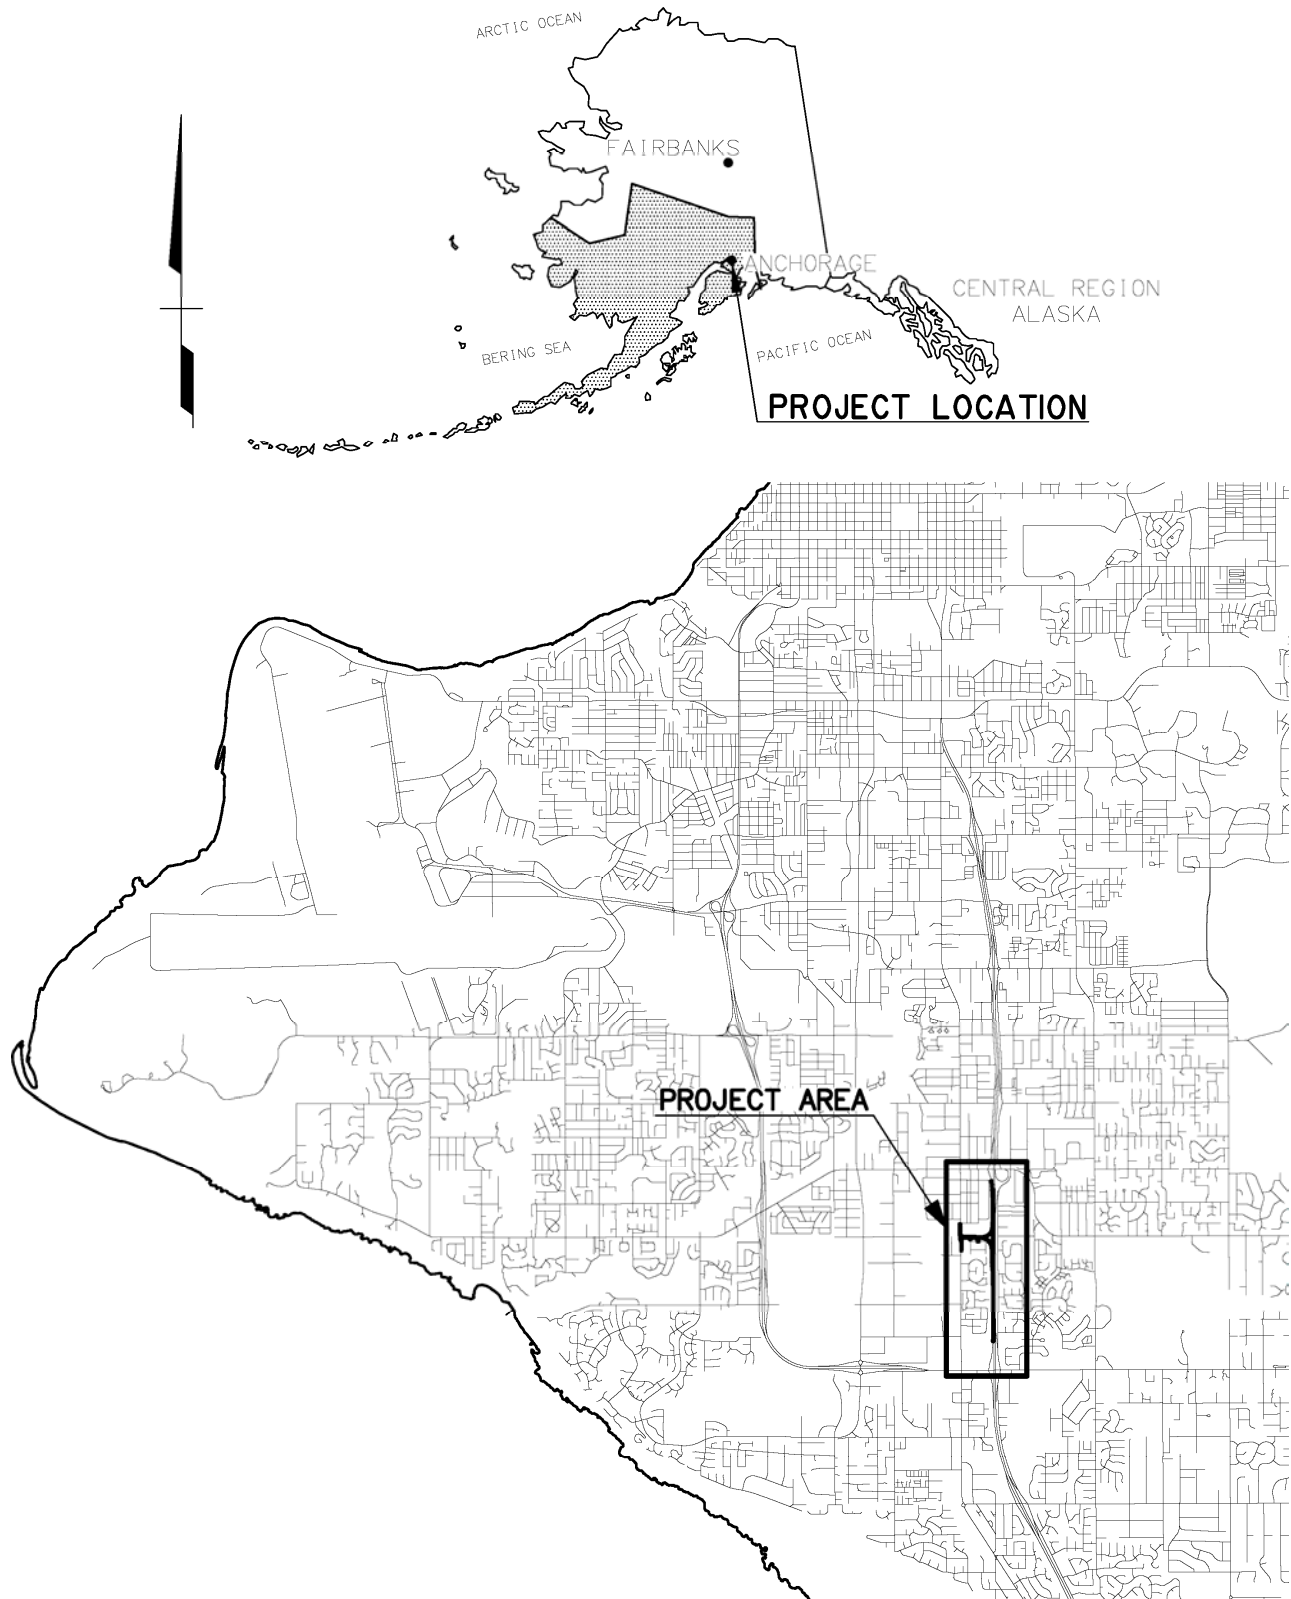 ARCTIC OCEAN
FAIRBANKS
ANCHORAGE
CENTRAL REGION
ALASKA
BERING SEA
PACIFIC OCEAN
PROJECT LOCATION
PROJECT AREA